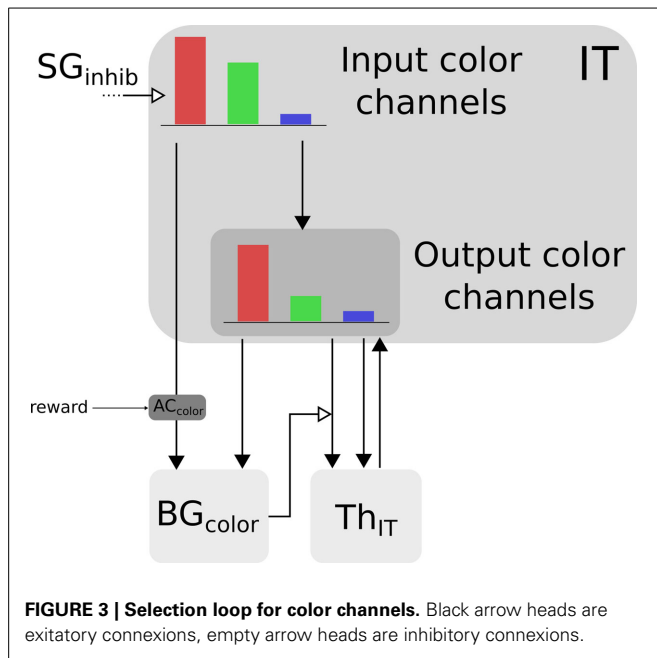 SGinhib
Input color
channels
IT
Output color
channels
reward
ACcolor
BGcolor
ThIT
FIGURE 3 | Selection loop for color channels. Black arrow heads are
exitatory connexions, empty arrow heads are inhibitory connexions.